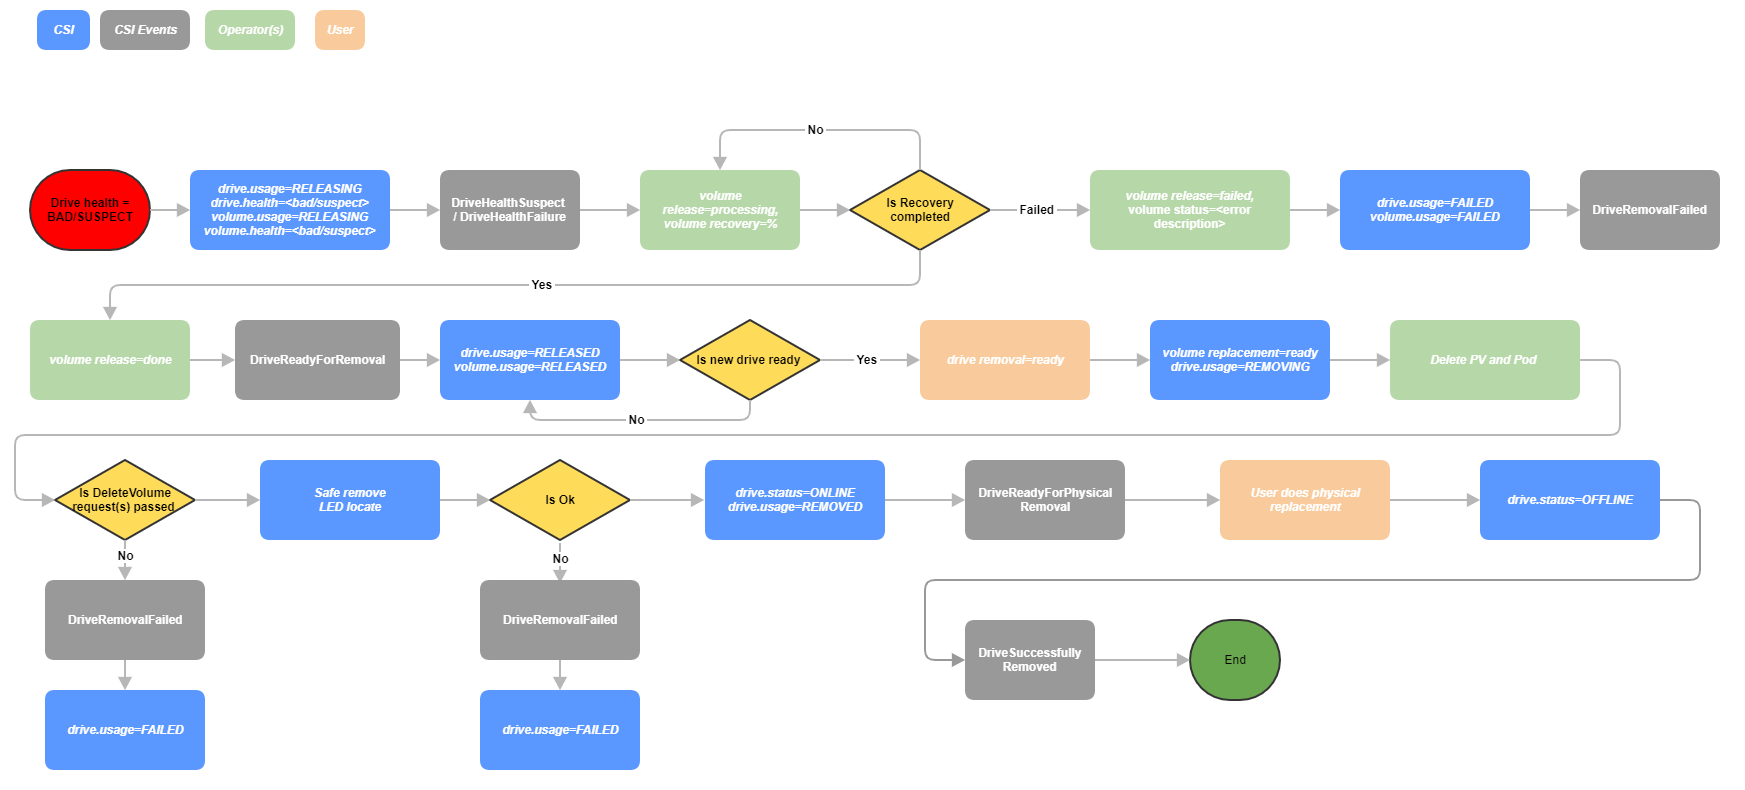 CSI
CSI Events
Operator(s)
User
No
Drive health =
BAD/SUSPECT
drive.usage=RELEASING
drive.health=<bad/suspect>
volume.usage=RELEASING
volume.health=<bad/suspect>
DriveHealthSuspect
/ DriveHealthFailure
volume
release=processing,
volume recovery=%
Is Recovery
completed
Failed
volume release=failed,
volume status=<error
description>
drive.usage=FAILED
volume.usage=FAILED
DriveRemovalFailed
Yes
volume release=done
DriveReadyForRemoval
drive.usage=RELEASED
volume.usage=RELEASED
Is new drive ready
Yes
drive removal=ready
volume replacement=ready
drive.usage=REMOVING
Delete PV and Pod
No
Is DeleteVolume
request(s) passed
Safe remove
LED locate
Is Ok
drive.status=ONLINE
drive.usage=REMOVED
DriveReadyForPhysical
Removal
User does physical
replacement
drive.status=OFFLINE
No
No
DriveRemovalFailed
DriveRemovalFailed
DriveSuccessfully
Removed
End
drive.usage=FAILED
drive.usage=FAILED